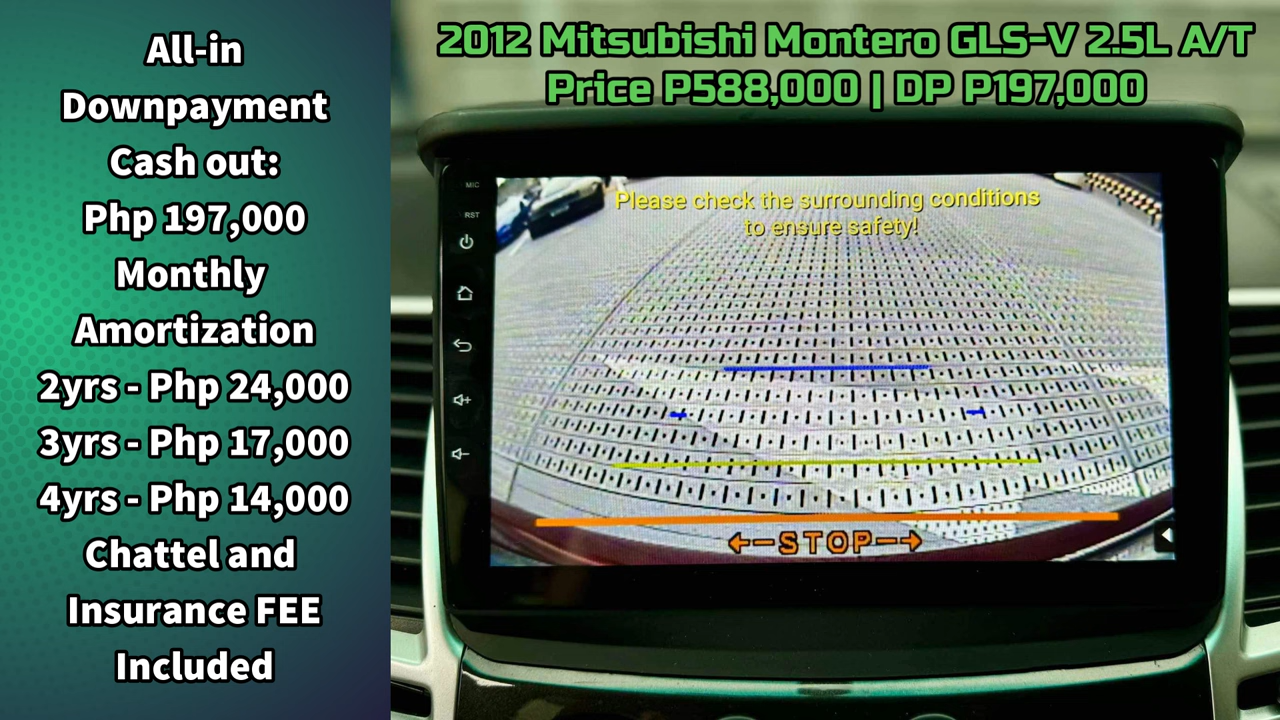 All-in
Downpayment
Cash out:
Php 197,000
Monthly
Amortization
2yrs - Php 24,000
3yrs - Php 17,000
4yrs - Php 14,000
Chattel and
Insurance FEE
Included
2012 Mitsubishi Montero GLS-V 2.5L A/T
Price P588,000 | DP P197,000
MIC
RST
Please check the surrounding conditions
to ensure safety!
←-STOP-→